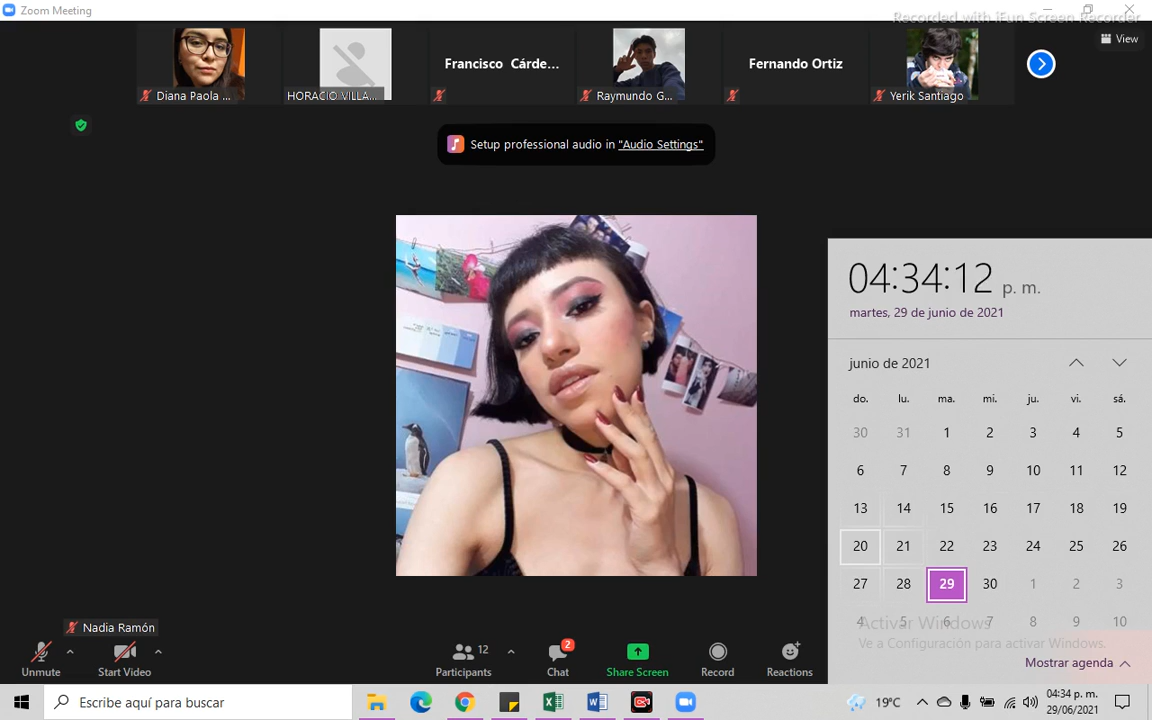 Zoom Meeting
Recorded with iFun Screen Recorder
View
Diana Paola ...
HORACIO VILLA...
Francisco Cárde...
Raymundo G...
Fernando Ortiz
Yerik Santiago
Setup professional audio in "Audio Settings"
04:34:12 p. m.
martes, 29 de junio de 2021
junio de 2021
do. lu. ma. mi. ju. vi. sá.
30 31 1 2 3 4 5
6 7 8 9 10 11 12
13 14 15 16 17 18 19
20 21 22 23 24 25 26
27 28 29 30 1 2 3
4 5 6 7 8 9 10
Activar Windows
Ve a Configuración para activar Windows.
Mostrar agenda
Nadia Ramón
Unmute
Start Video
12
Participants
2
Chat
Share Screen
Record
Reactions
Escribe aquí para buscar
19°C
04:34 p. m.
29/06/2021